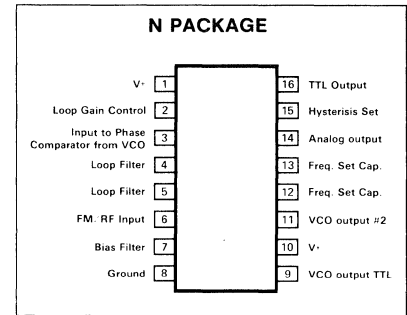 N PACKAGE
V+ 1
Loop Gain Control 2
Input to Phase
Comparator from VCO 3
Loop Filter 4
Loop Filter 5
FM/RF Input 6
Bias Filter 7
Ground 8
16 TTL Output
15 Hysterisis Set
14 Analog output
13 Freq. Set Cap.
12 Freq. Set Cap.
11 VCO output #2
10 V+
9 VCO output TTL